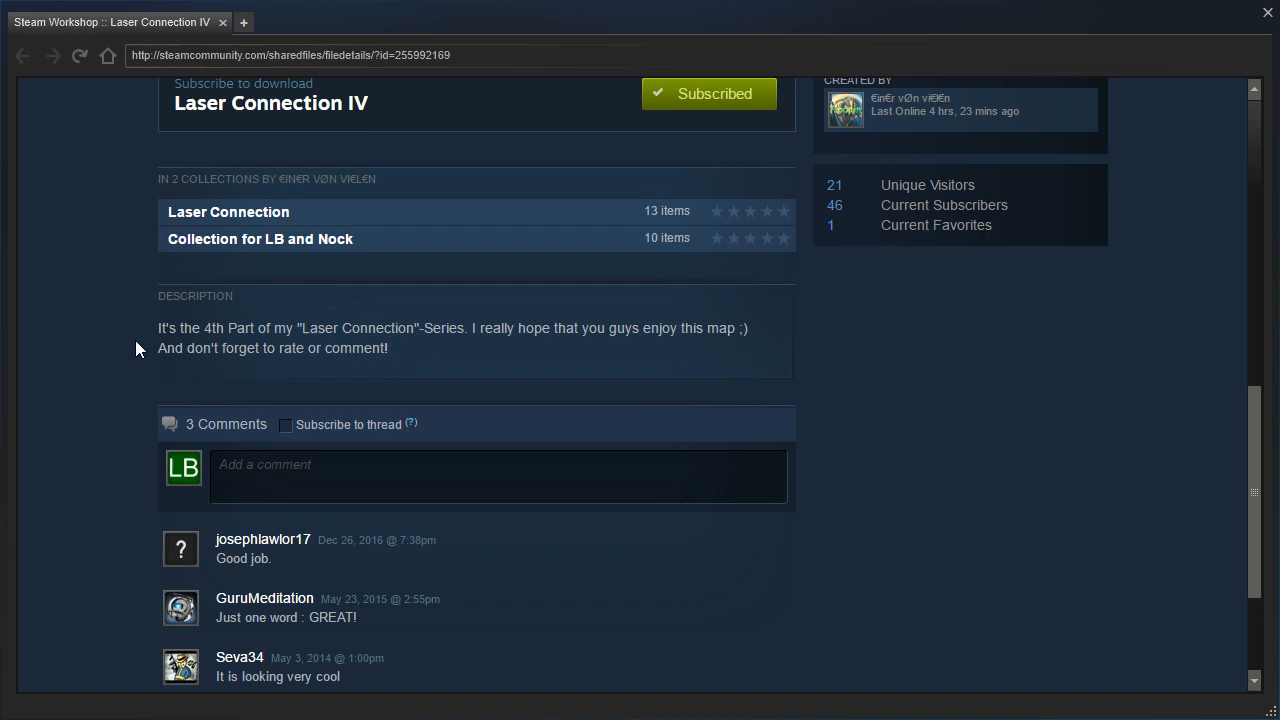 Steam Workshop :: Laser Connection IV
http://steamcommunity.com/sharedfiles/filedetails/?id=255992169
Subscribe to download
Laser Connection IV
Subscribed
CREATED BY
€in€r vØn vi€l€n
Last Online 4 hrs, 23 mins ago
21 Unique Visitors
46 Current Subscribers
1 Current Favorites
IN 2 COLLECTIONS BY €IN€R VØN VI€L€N
Laser Connection 13 items
Collection for LB and Nock 10 items
DESCRIPTION
It's the 4th Part of my "Laser Connection"-Series. I really hope that you guys enjoy this map ;)
And don't forget to rate or comment!
3 Comments Subscribe to thread (?)
LB
Add a comment
josephlawlor17 Dec 26, 2016 @ 7:38pm
Good job.
GuruMeditation May 23, 2015 @ 2:55pm
Just one word : GREAT!
Seva34 May 3, 2014 @ 1:00pm
It is looking very cool